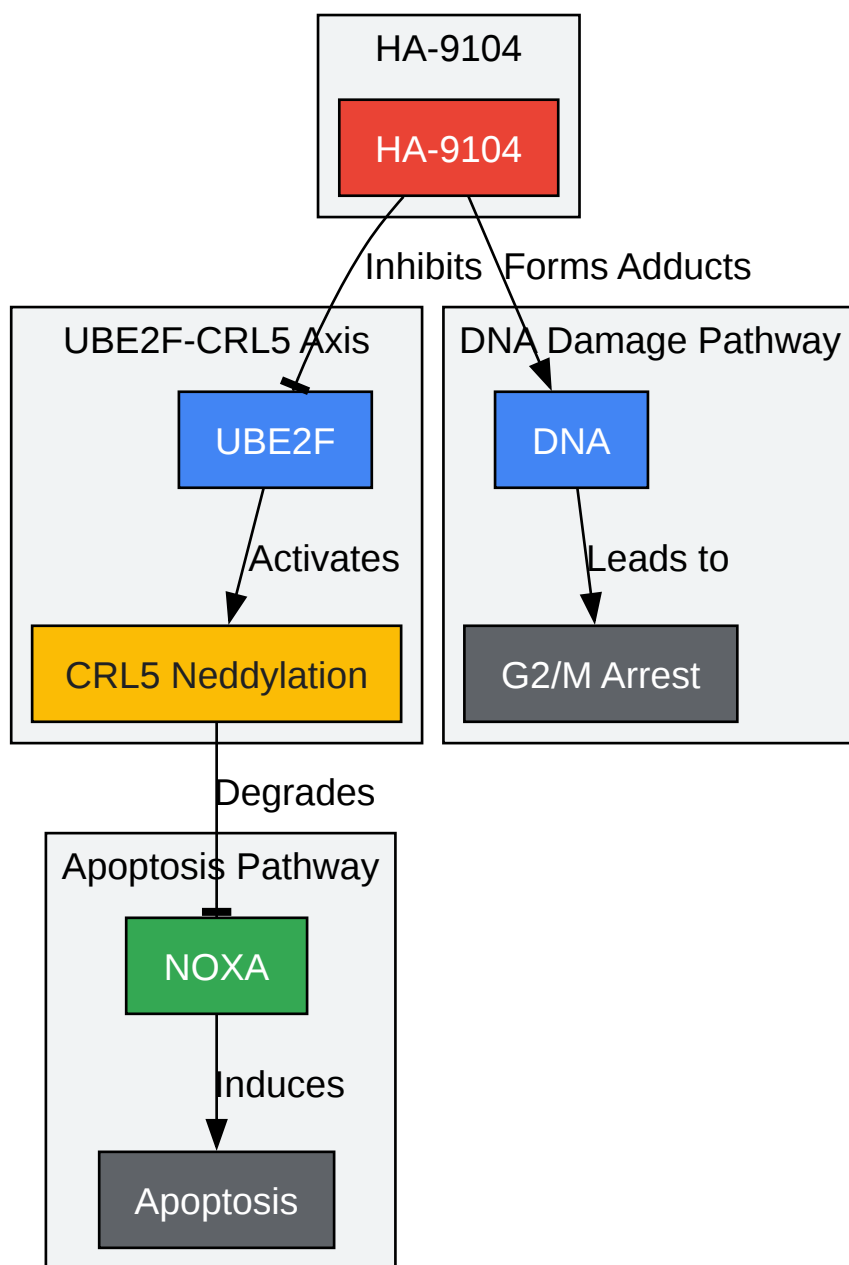 HA-9104
HA-9104
Inhibits
Forms Adducts
UBE2F-CRL5 Axis
DNA Damage Pathway
UBE2F
DNA
Activates
Leads to
CRL5 Neddylation
G2/M Arrest
Degrades
Apoptosis Pathway
NOXA
Induces
Apoptosis